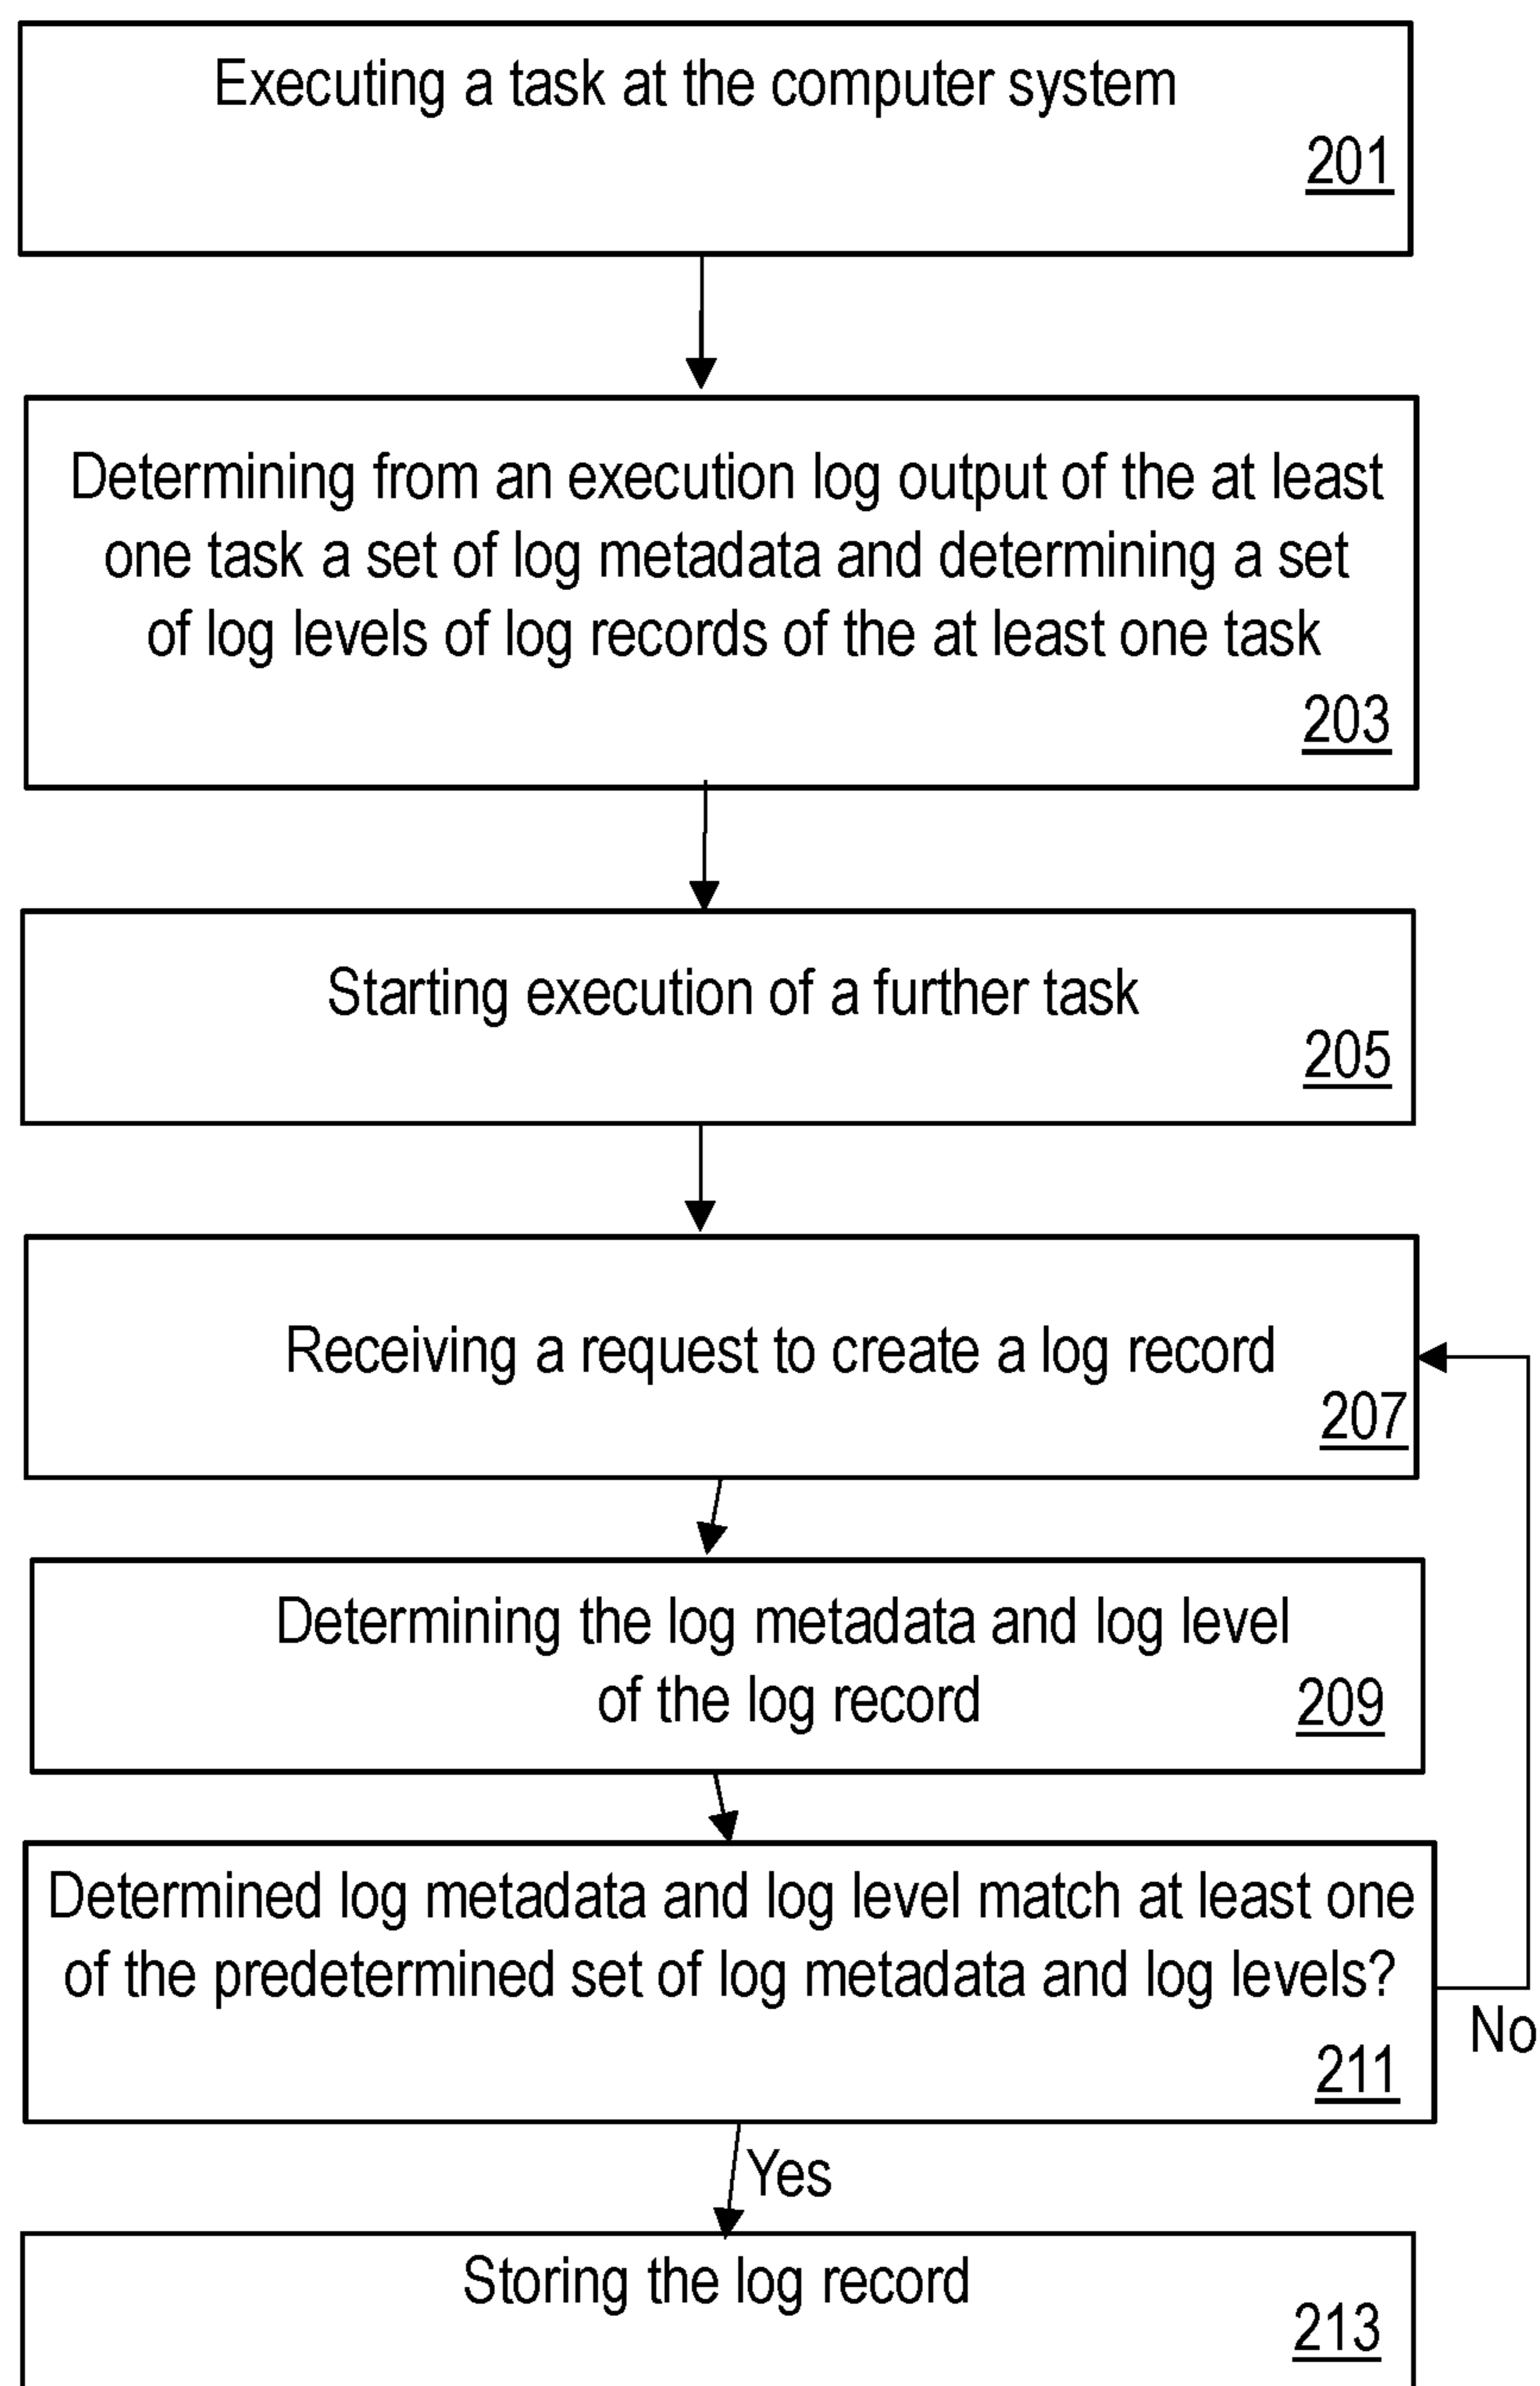 Executing a task at the computer system
201
Determining from an execution log output of the at least
one task a set of log metadata and determining a set
of log levels of log records of the at least one task
203
Starting execution of a further task
205
Receiving a request to create a log record
207
Determining the log metadata and log level
of the log record
209
Determined log metadata and log level match at least one
of the predetermined set of log metadata and log levels?
211
No
Yes
Storing the log record
213